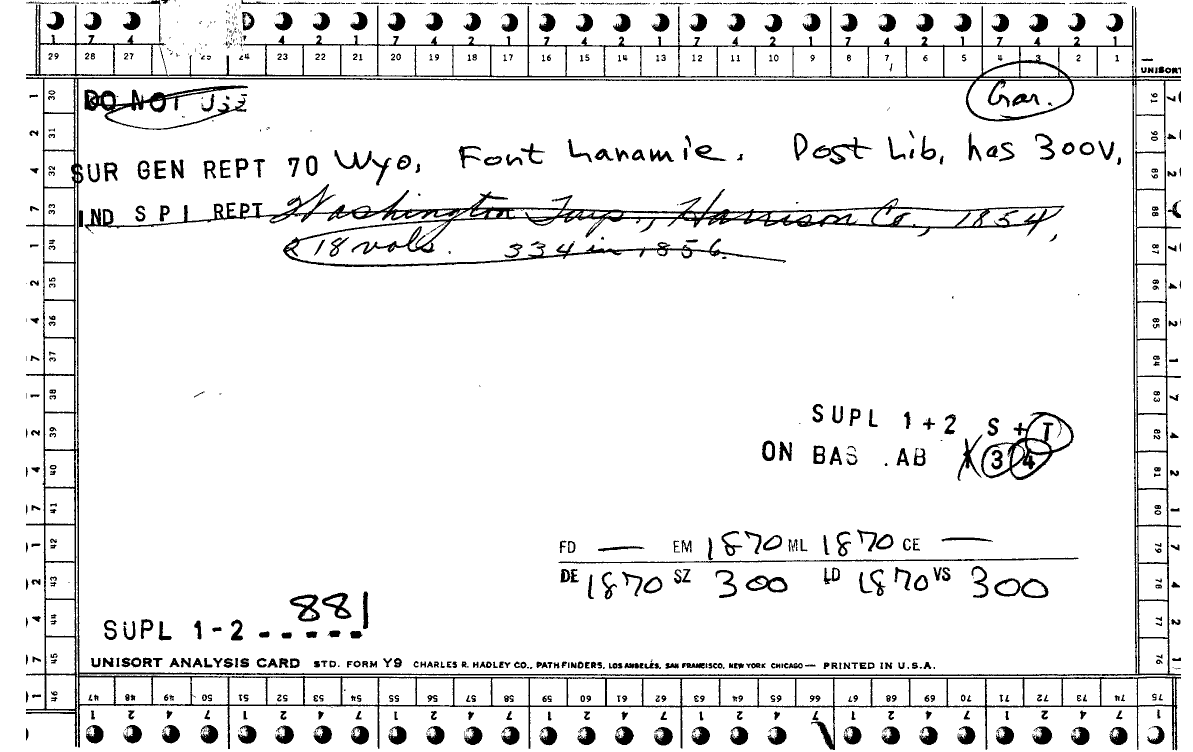 1 7 4 7 4 2 1 7 4 2 1 7 4 2 1 7 4 2 1 7 4 2 1 7 4 2 1
29 28 27 25 24 23 22 21 20 19 18 17 16 15 14 13 12 11 10 9 8 7 6 5 4 3 2 1
UNISORT
DO NOT USE
Gar.
SUR GEN REPT 70 Wyo, Font Lanamie. Post Lib, has 300v,
IND S P I REPT Washington Twp., Harrison Co., 1854,
218 vols. 334 in 1856.
SUPL 1+2 S + T
ON BAS .AB 1 3 4
FD — EM 1870 ML 1870 CE —
DE 1870 SZ 300 LD 1870 VS 300
881
SUPL 1-2 - - - - -
UNISORT ANALYSIS CARD STD. FORM Y9 CHARLES R. HADLEY CO., PATHFINDERS, LOS ANGELES, SAN FRANCISCO, NEW YORK CHICAGO — PRINTED IN U.S.A.
1 2 4 7 30 31 32 33 34 35 36 37 38 39 40 41 42 43 44 45 46
91 90 89 88 87 86 85 84 83 82 81 80 79 78 77 76
47 48 49 50 51 52 53 54 55 56 57 58 59 60 61 62 63 64 65 66 67 68 69 70 71 72 73 74 75
1 2 4 7 1 2 4 7 1 2 4 7 1 2 4 7 1 2 4 7 1 2 4 7 1 2 4 7 1